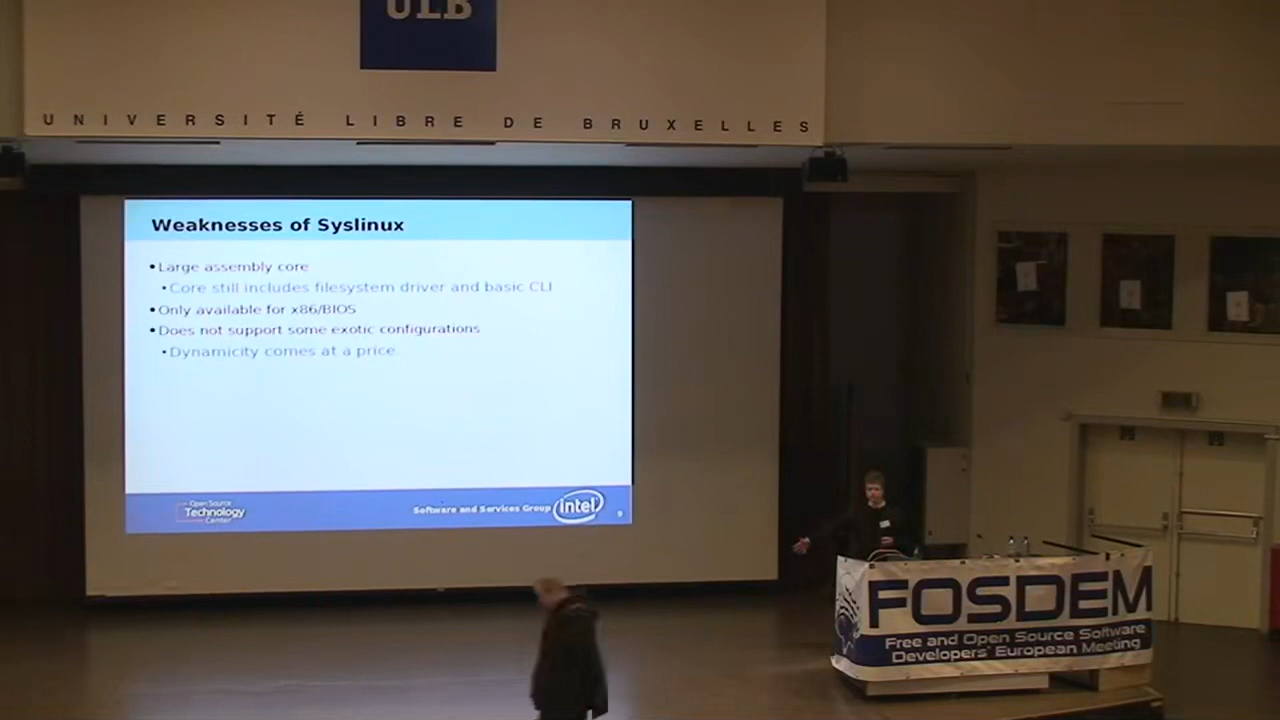 ULB
UNIVERSITÉ LIBRE DE BRUXELLES
Weaknesses of Syslinux
•Large assembly core
•Core still includes filesystem driver and basic CLI
•Only available for x86/BIOS
•Does not support some exotic configurations
•Dynamicity comes at a price.
Open Source
Technology
Center
Software and Services Group
intel
9
FOSDEM
Free and Open Source Software
Developers' European Meeting